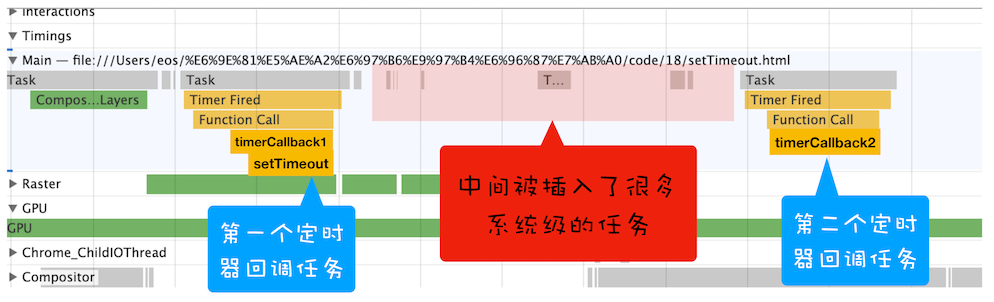 Interactions
Timings
Main — file:///Users/eos/%E6%9E%81%E5%AE%A2%E6%97%B6%E9%97%B4%E6%96%87%E7%AB%A0/code/18/setTimeout.html
Task
Task
T...
Task
Compos...Layers
Timer Fired
Timer Fired
Function Call
Function Call
timerCallback1
timerCallback2
setTimeout
Raster
中间被插入了很多
系统级的任务
GPU
GPU
第一个定时
器回调任务
第二个定时
器回调任务
Chrome_ChildIOThread
Compositor